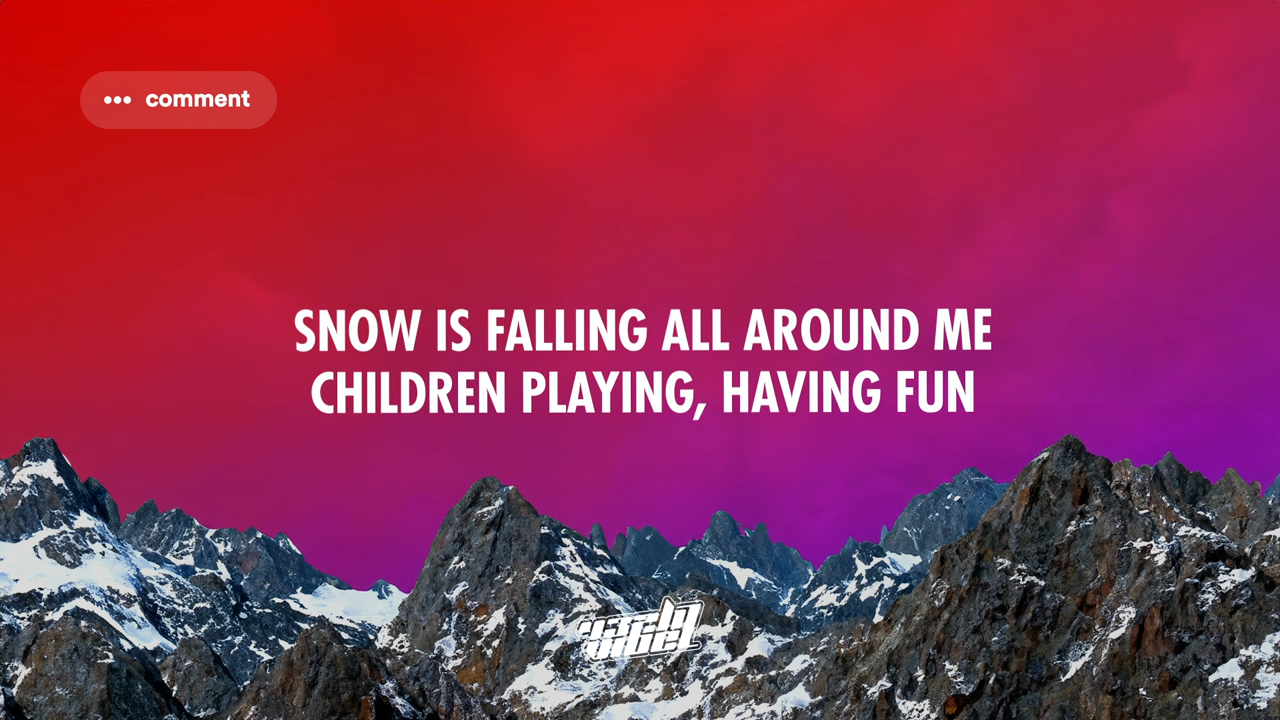 ••• comment
SNOW IS FALLING ALL AROUND ME
CHILDREN PLAYING, HAVING FUN